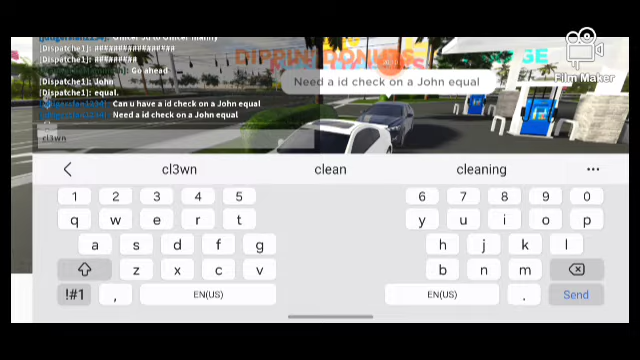 [Dispatche1]: #################
[Dispatche1]: #########
Go ahead
[Dispatche1]: John
[Dispatche1]: equal.
Can u have a id check on a John equal
Need a id check on a John equal
cl3wn
Need a id check on a John equal
Film Maker
cl3wn clean cleaning ...
1 2 3 4 5 6 7 8 9 0
q w e r t y u i o p
a s d f g h j k l
z x c v b n m
!#1 , EN(US) EN(US) . Send